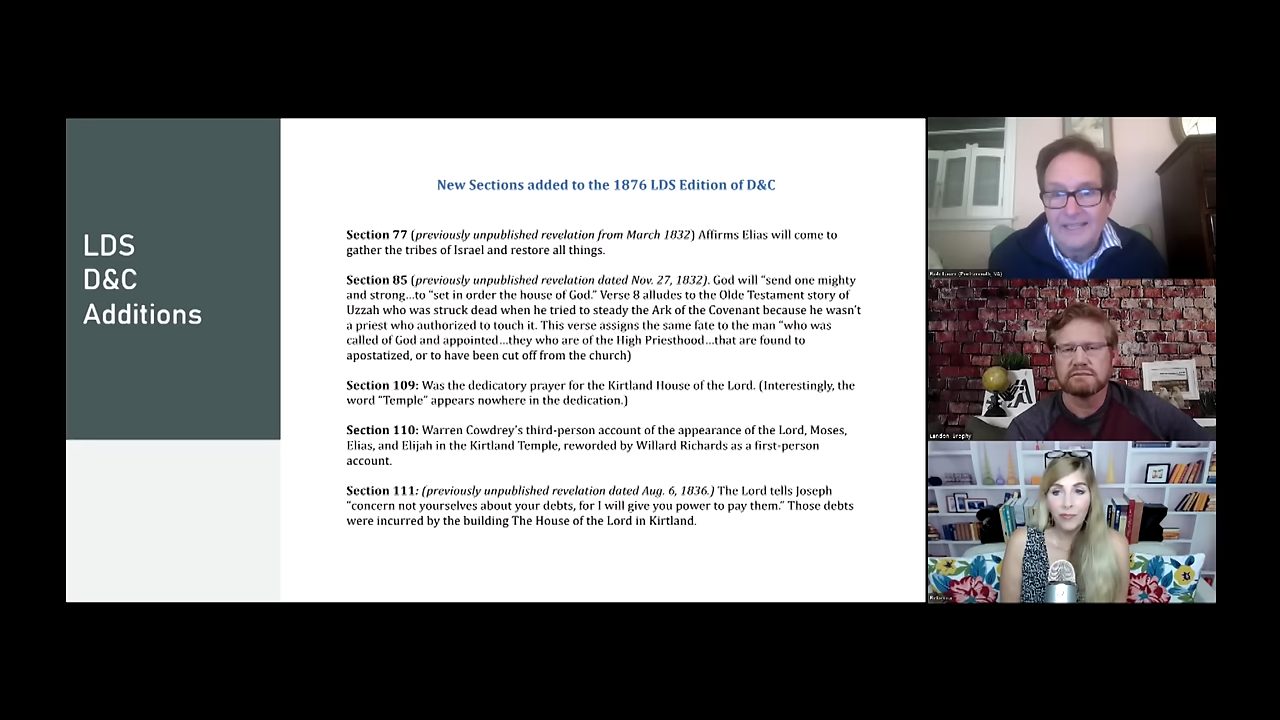 LDS
D&C
Additions
New Sections added to the 1876 LDS Edition of D&C
Section 77 (previously unpublished revelation from March 1832) Affirms Elias will come to
gather the tribes of Israel and restore all things.
Section 85 (previously unpublished revelation dated Nov. 27, 1832). God will “send one mighty
and strong…to “set in order the house of God.” Verse 8 alludes to the Olde Testament story of
Uzzah who was struck dead when he tried to steady the Ark of the Covenant because he wasn’t
a priest who authorized to touch it. This verse assigns the same fate to the man “who was
called of God and appointed…they who are of the High Priesthood…that are found to
apostatized, or to have been cut off from the church)
Section 109: Was the dedicatory prayer for the Kirtland House of the Lord. (Interestingly, the
word “Temple” appears nowhere in the dedication.)
Section 110: Warren Cowdrey’s third-person account of the appearance of the Lord, Moses,
Elias, and Elijah in the Kirtland Temple, reworded by Willard Richards as a first-person
account.
Section 111: (previously unpublished revelation dated Aug. 6, 1836.) The Lord tells Joseph
“concern not yourselves about your debts, for I will give you power to pay them.” Those debts
were incurred by the building The House of the Lord in Kirtland.
Landon Brophy